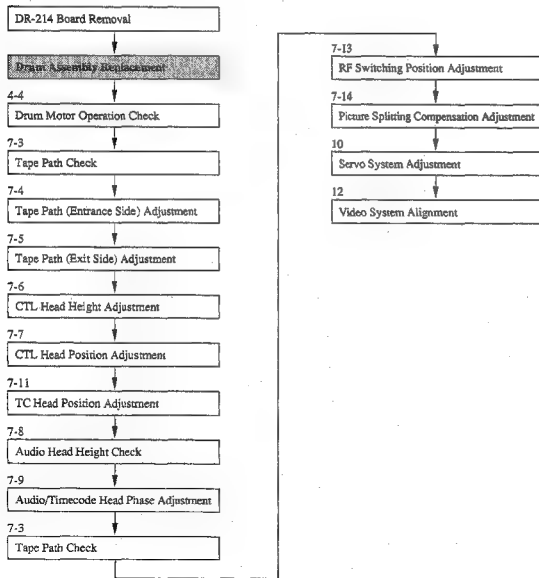 DR-214 Board Removal
Drum Assembly Replacement
4-4
Drum Motor Operation Check
7-3
Tape Path Check
7-4
Tape Path (Entrance Side) Adjustment
7-5
Tape Path (Exit Side) Adjustment
7-6
CTL Head Height Adjustment
7-7
CTL Head Position Adjustment
7-11
TC Head Position Adjustment
7-8
Audio Head Height Check
7-9
Audio/Timecode Head Phase Adjustment
7-3
Tape Path Check
7-13
RF Switching Position Adjustment
7-14
Picture Splitting Compensation Adjustment
10
Servo System Adjustment
12
Video System Alignment